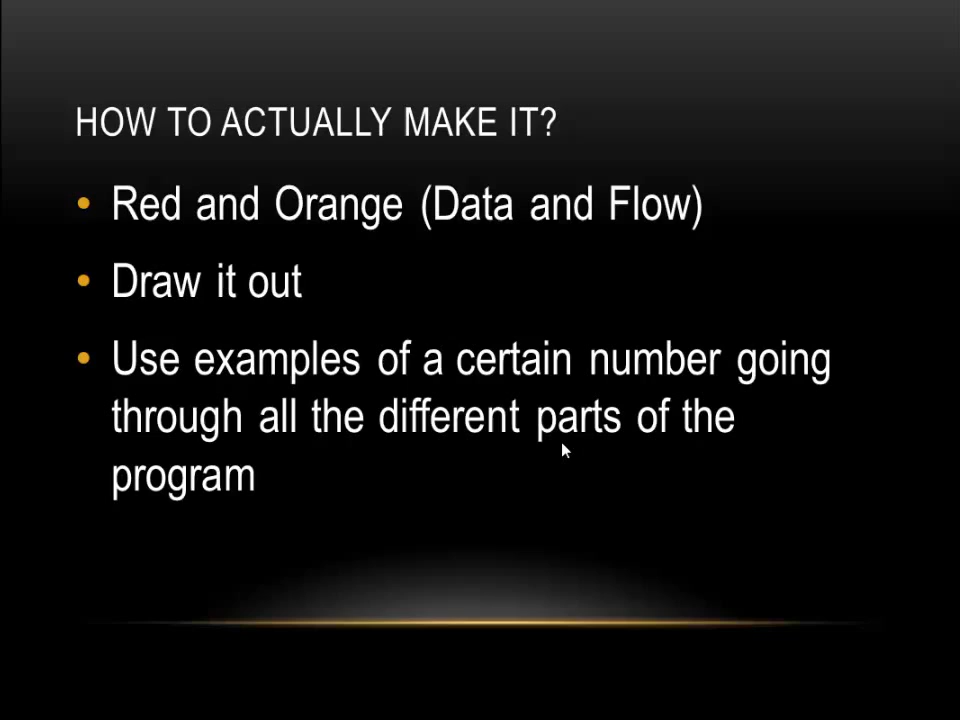 HOW TO ACTUALLY MAKE IT?
• Red and Orange (Data and Flow)
• Draw it out
• Use examples of a certain number going
through all the different parts of the
program